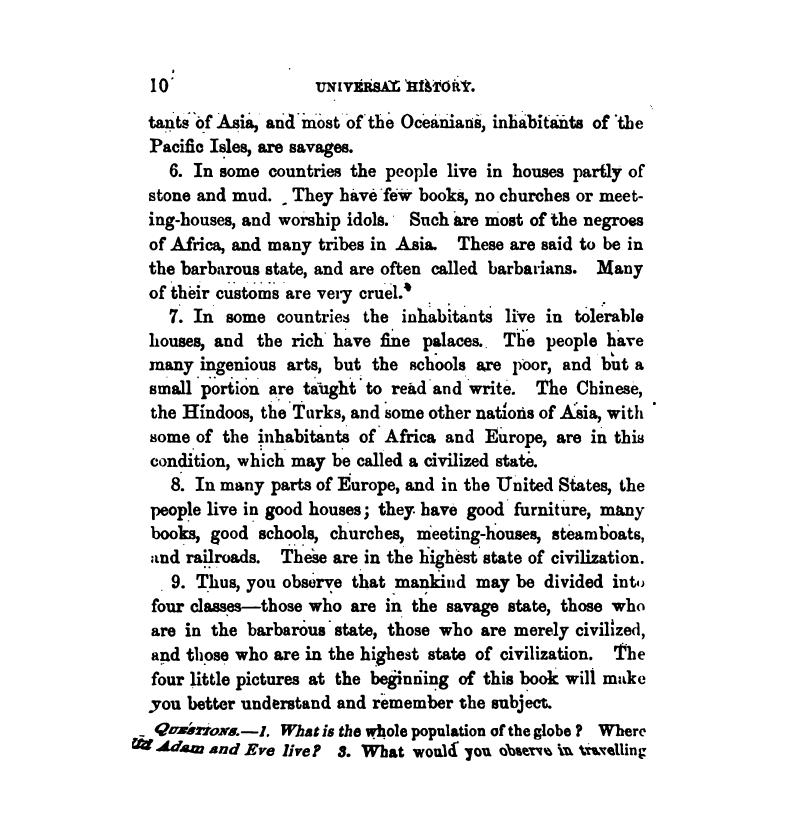 10 UNIVERSAL HISTORY.
tants of Asia, and most of the Oceanians, inhabitants of the
Pacific Isles, are savages.
6. In some countries the people live in houses partly of
stone and mud. They have few books, no churches or meet-
ing-houses, and worship idols. Such are most of the negroes
of Africa, and many tribes in Asia. These are said to be in
the barbarous state, and are often called barbarians. Many
of their customs are very cruel.
7. In some countries the inhabitants live in tolerable
houses, and the rich have fine palaces. The people have
many ingenious arts, but the schools are poor, and but a
small portion are taught to read and write. The Chinese,
the Hindoos, the Turks, and some other nations of Asia, with
some of the inhabitants of Africa and Europe, are in this
condition, which may be called a civilized state.
8. In many parts of Europe, and in the United States, the
people live in good houses; they have good furniture, many
books, good schools, churches, meeting-houses, steamboats,
and railroads. These are in the highest state of civilization.
9. Thus, you observe that mankind may be divided into
four classes—those who are in the savage state, those who
are in the barbarous state, those who are merely civilized,
and those who are in the highest state of civilization. The
four little pictures at the beginning of this book will make
you better understand and remember the subject.
QUESTIONS.—1. What is the whole population of the globe? Where
did Adam and Eve live? 3. What would you observe in travelling